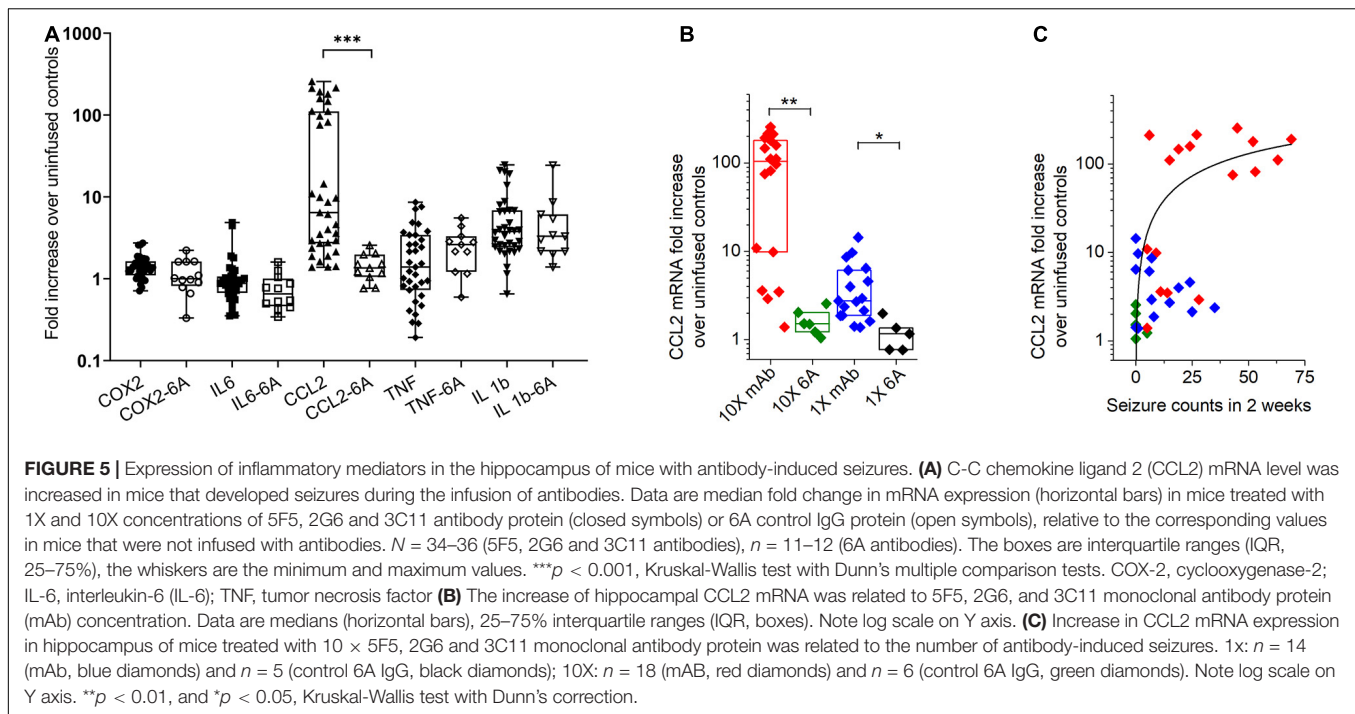 A
Fold increase over uninfused controls
1000
100
10
1
0.1
***
COX2
COX2-6A
IL6
IL6-6A
CCL2
CCL2-6A
TNF
TNF-6A
IL 1b
IL 1b-6A
B
CCL2 mRNA fold increase
over uninfused controls
100
10
1
**
*
10X mAb
10X 6A
1X mAb
1X 6A
C
CCL2 mRNA fold increase
over uninfused controls
100
10
1
0
25
50
75
Seizure counts in 2 weeks
FIGURE 5 | Expression of inflammatory mediators in the hippocampus of mice with antibody-induced seizures. (A) C-C chemokine ligand 2 (CCL2) mRNA level was
increased in mice that developed seizures during the infusion of antibodies. Data are median fold change in mRNA expression (horizontal bars) in mice treated with
1X and 10X concentrations of 5F5, 2G6 and 3C11 antibody protein (closed symbols) or 6A control IgG protein (open symbols), relative to the corresponding values
in mice that were not infused with antibodies. N = 34–36 (5F5, 2G6 and 3C11 antibodies), n = 11–12 (6A antibodies). The boxes are interquartile ranges (IQR,
25–75%), the whiskers are the minimum and maximum values. ***p < 0.001, Kruskal-Wallis test with Dunn's multiple comparison tests. COX-2, cyclooxygenase-2;
IL-6, interleukin-6 (IL-6); TNF, tumor necrosis factor (B) The increase of hippocampal CCL2 mRNA was related to 5F5, 2G6, and 3C11 monoclonal antibody protein
(mAb) concentration. Data are medians (horizontal bars), 25–75% interquartile ranges (IQR, boxes). Note log scale on Y axis. (C) Increase in CCL2 mRNA expression
in hippocampus of mice treated with 10 × 5F5, 2G6 and 3C11 monoclonal antibody protein was related to the number of antibody-induced seizures. 1x: n = 14
(mAb, blue diamonds) and n = 5 (control 6A IgG, black diamonds); 10X: n = 18 (mAB, red diamonds) and n = 6 (control 6A IgG, green diamonds). Note log scale on
Y axis. **p < 0.01, and *p < 0.05, Kruskal-Wallis test with Dunn's correction.